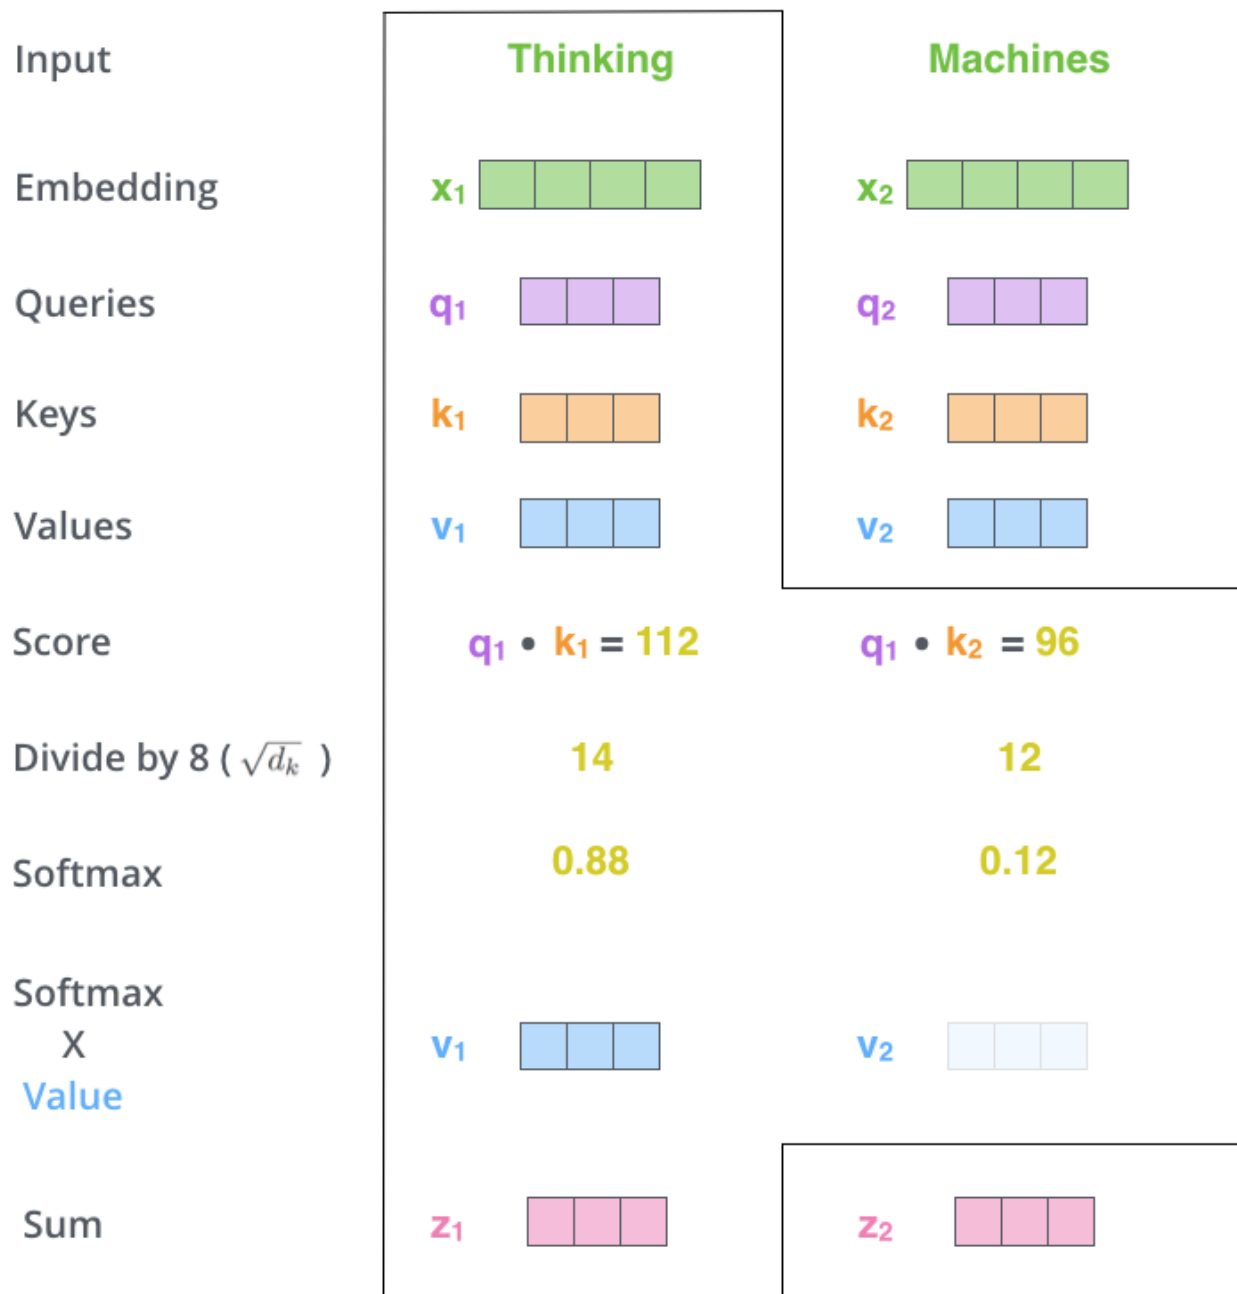 Input Thinking Machines
Embedding x₁ x₂
Queries q₁ q₂
Keys k₁ k₂
Values v₁ v₂
Score q₁ • k₁ = 112 q₁ • k₂ = 96
Divide by 8 ( √dₖ ) 14 12
Softmax 0.88 0.12
Softmax
X v₁ v₂
Value
Sum z₁ z₂